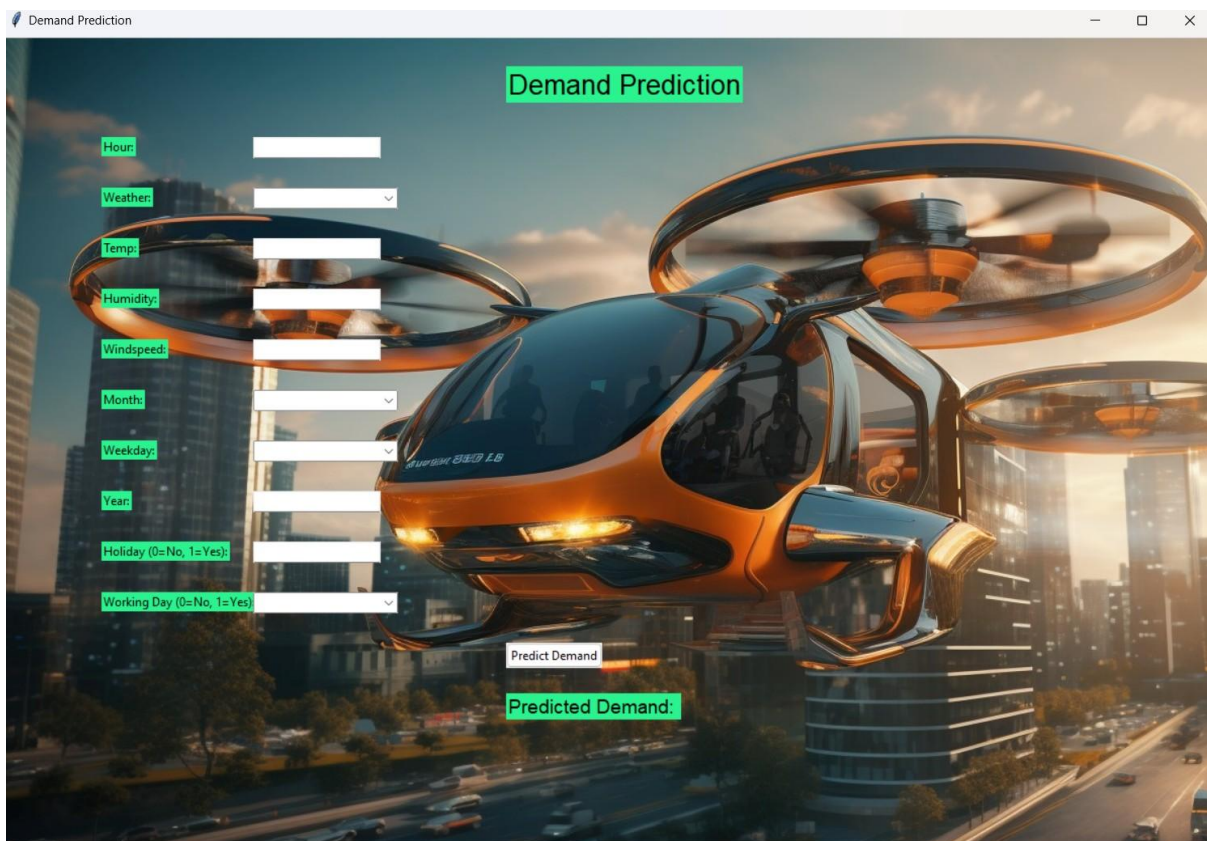 Demand Prediction
Demand Prediction
Hour:
Weather:
Temp:
Humidity:
Windspeed:
Month:
Weekday:
Year:
Holiday (0=No, 1=Yes):
Working Day (0=No, 1=Yes):
Predict Demand
Predicted Demand: